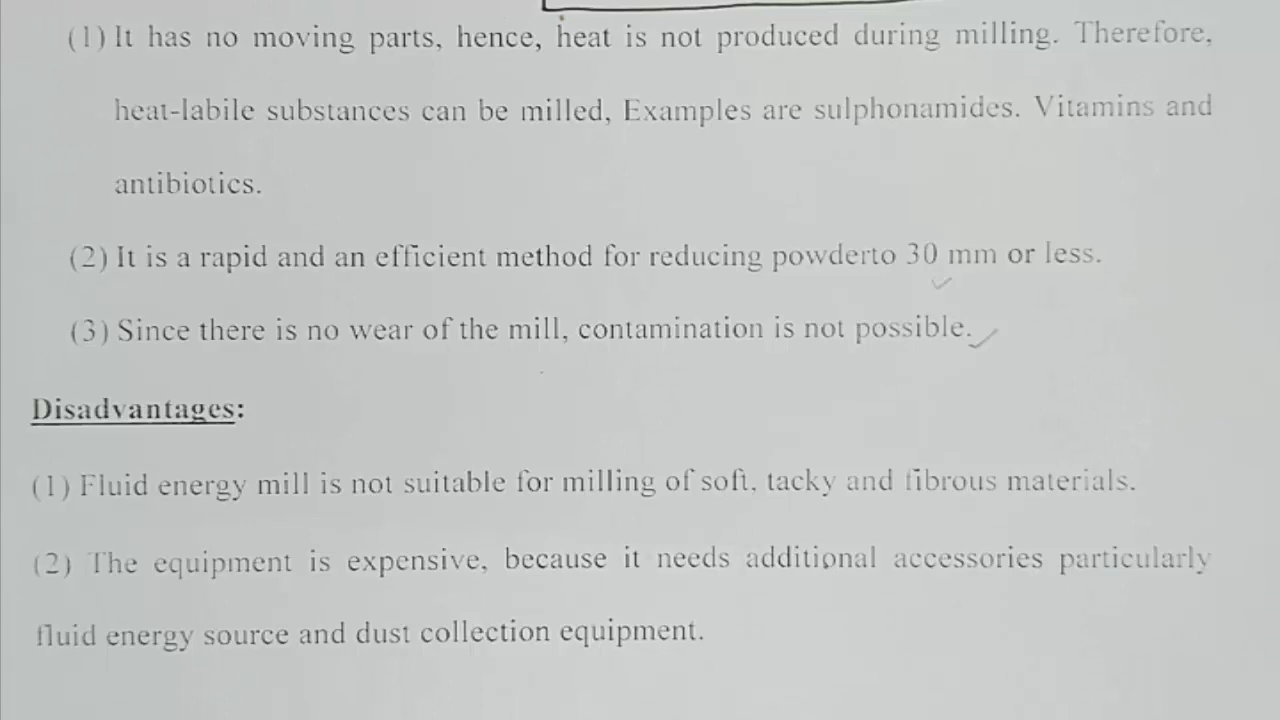 (1) It has no moving parts, hence, heat is not produced during milling. Therefore,
heat-labile substances can be milled, Examples are sulphonamides. Vitamins and
antibiotics.
(2) It is a rapid and an efficient method for reducing powderto 30 mm or less.
(3) Since there is no wear of the mill, contamination is not possible.
Disadvantages:
(1) Fluid energy mill is not suitable for milling of soft, tacky and fibrous materials.
(2) The equipment is expensive, because it needs additional accessories particularly
fluid energy source and dust collection equipment.